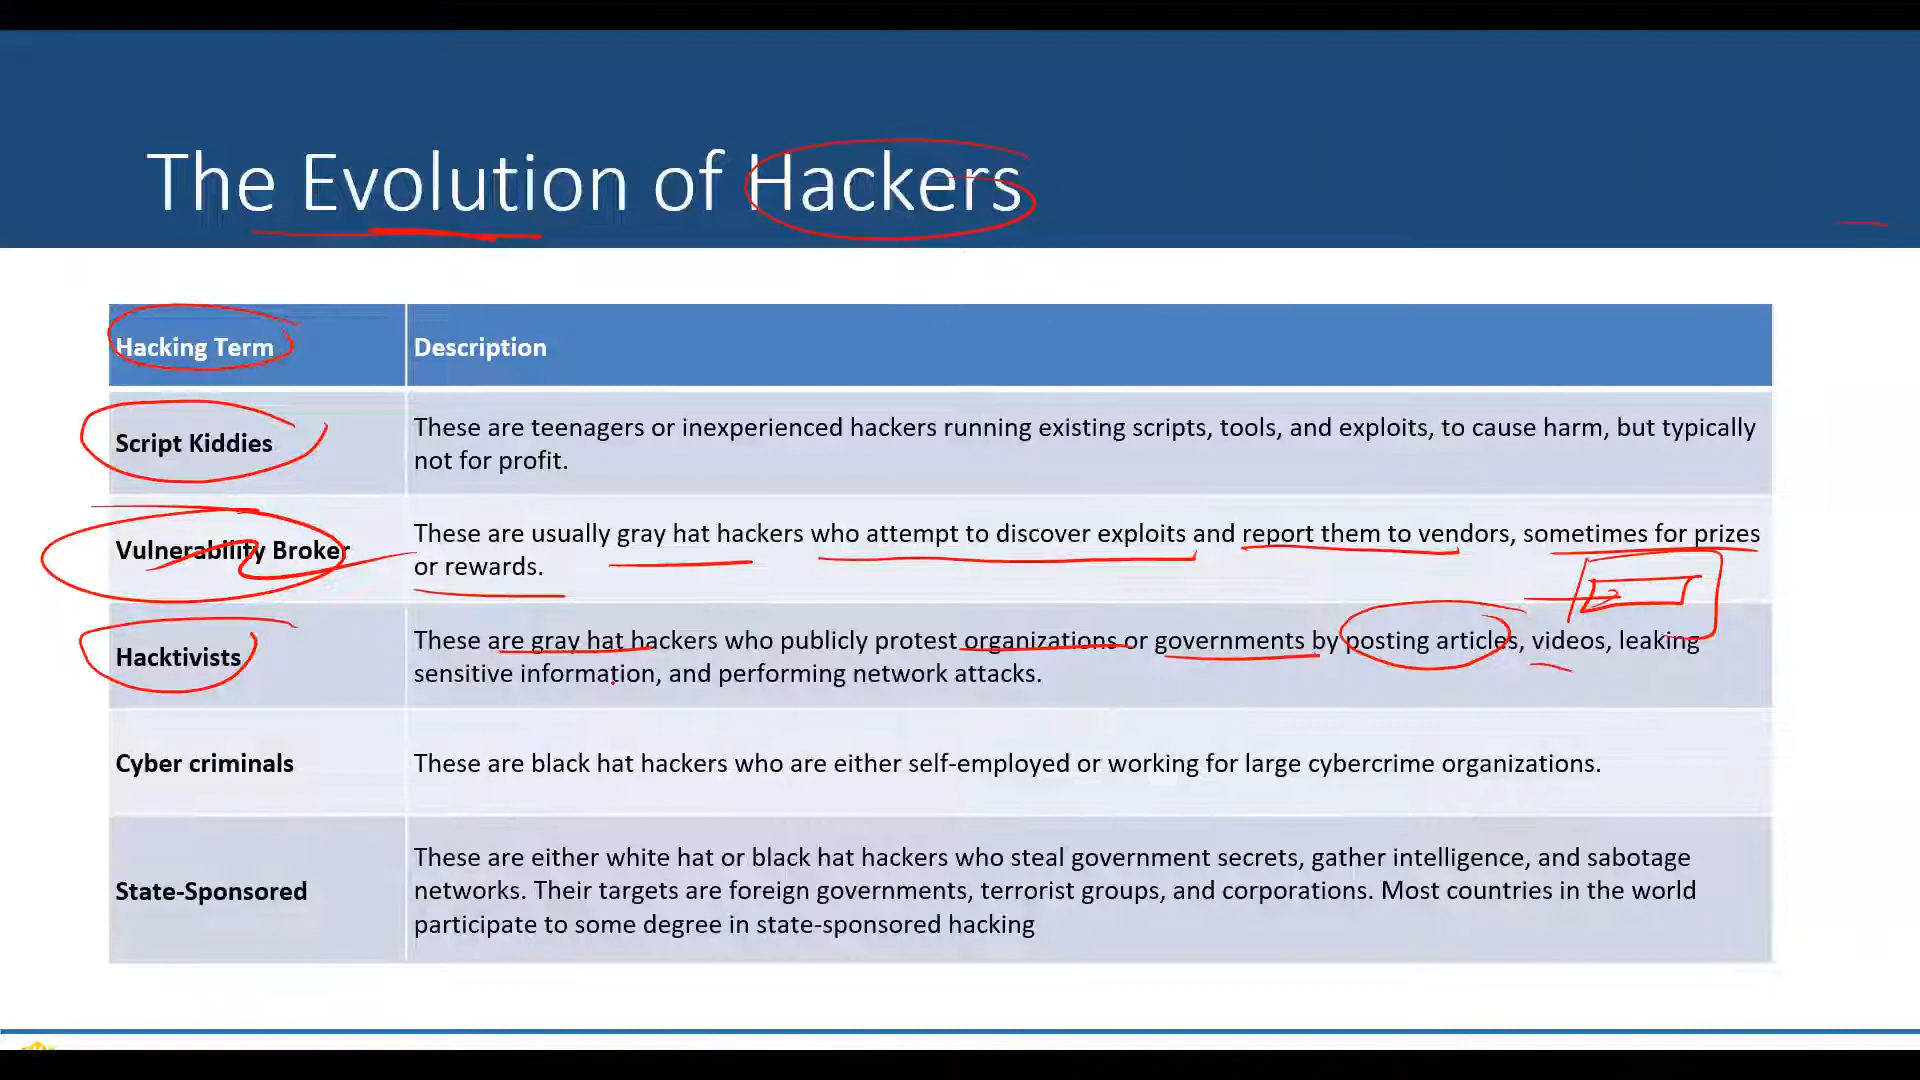 The Evolution of Hackers
Hacking Term
Description
Script Kiddies
These are teenagers or inexperienced hackers running existing scripts, tools, and exploits, to cause harm, but typically
not for profit.
Vulnerability Broker
These are usually gray hat hackers who attempt to discover exploits and report them to vendors, sometimes for prizes
or rewards.
Hacktivists
These are gray hat hackers who publicly protest organizations or governments by posting articles, videos, leaking
sensitive information, and performing network attacks.
Cyber criminals
These are black hat hackers who are either self-employed or working for large cybercrime organizations.
State-Sponsored
These are either white hat or black hat hackers who steal government secrets, gather intelligence, and sabotage
networks. Their targets are foreign governments, terrorist groups, and corporations. Most countries in the world
participate to some degree in state-sponsored hacking